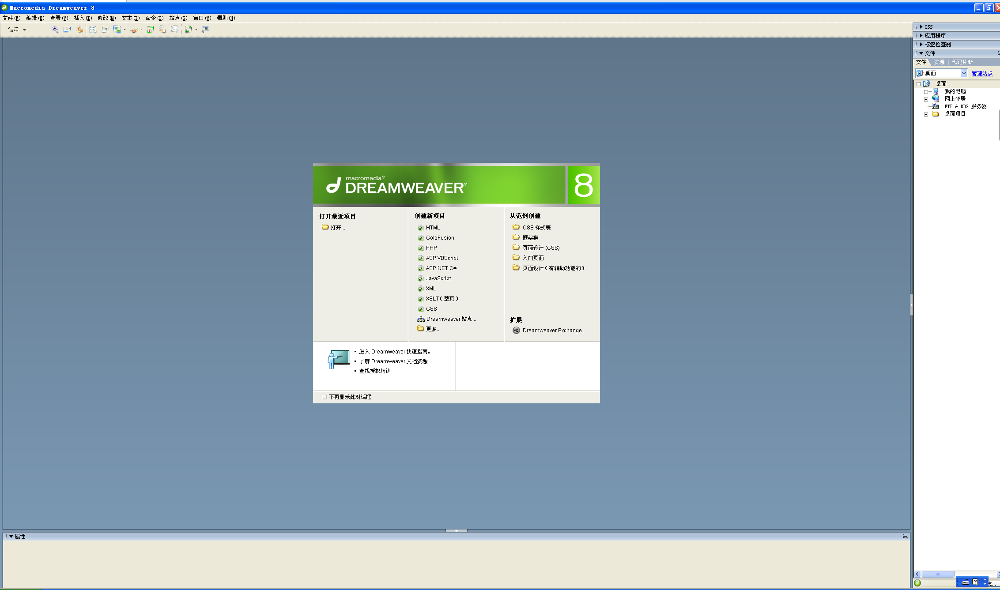 Macromedia Dreamweaver 8
文件(F) 编辑(E) 查看(V) 插入(I) 修改(M) 文本(T) 命令(C) 站点(S) 窗口(W) 帮助(H)
常用
CSS
应用程序
标签检查器
文件
文件 资源 代码片断
桌面 管理站点
桌面
我的电脑
网上邻居
FTP & RDS 服务器
桌面项目
macromedia®
DREAMWEAVER®
8
打开最近项目
打开...
创建新项目
HTML
ColdFusion
PHP
ASP VBScript
ASP.NET C#
JavaScript
XML
XSLT（整页）
CSS
Dreamweaver 站点...
更多...
从范例创建
CSS 样式表
框架集
页面设计 (CSS)
入门页面
页面设计（有辅助功能的）
扩展
Dreamweaver Exchange
• 进入 Dreamweaver 快速指南。
• 了解 Dreamweaver 文档资源
• 查找授权培训
不再显示此对话框
属性